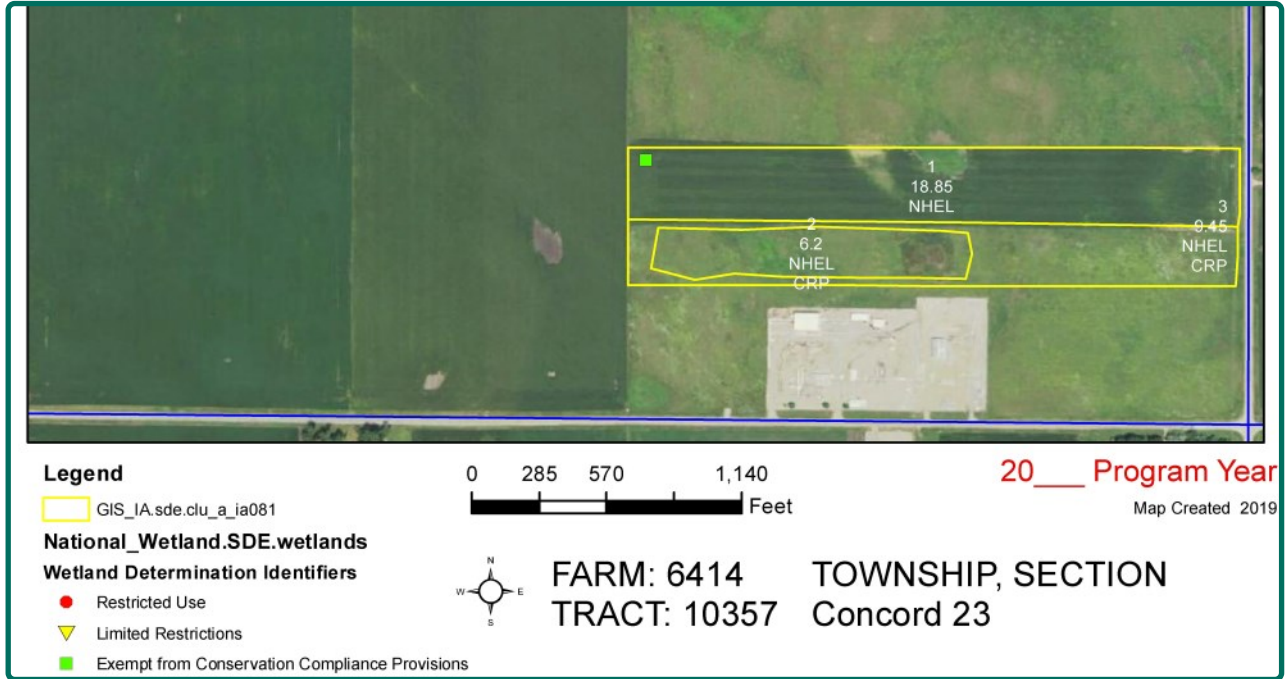 1
18.85
NHEL
2
6.2
NHEL
CRP
3
9.45
NHEL
CRP
Legend
GIS_IA.sde.clu_a_ia081
National_Wetland.SDE.wetlands
Wetland Determination Identifiers
Restricted Use
Limited Restrictions
Exempt from Conservation Compliance Provisions
0 285 570 1,140
Feet
N
W E
S
FARM: 6414 TOWNSHIP, SECTION
TRACT: 10357 Concord 23
20___ Program Year
Map Created 2019